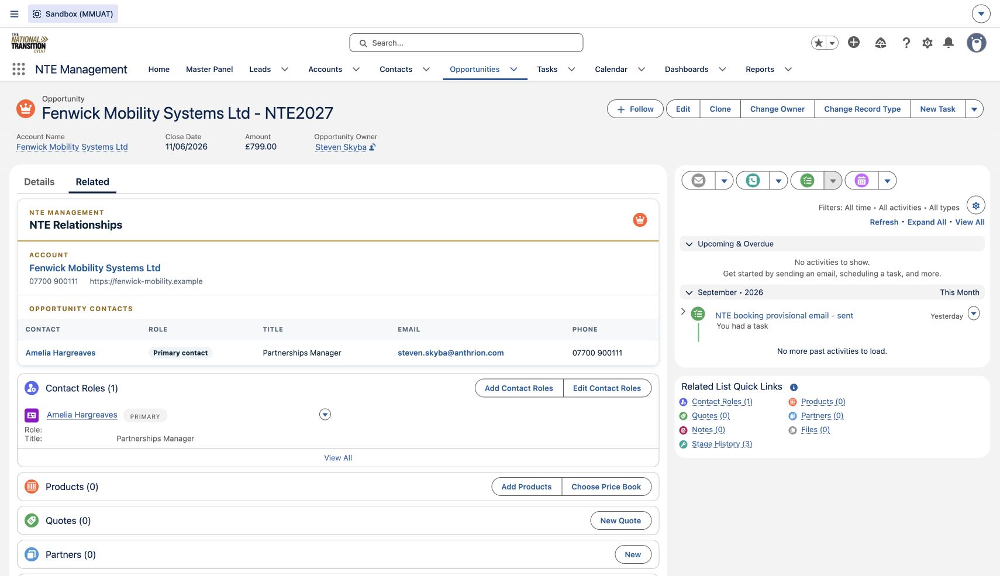 Sandbox (MMUAT)
THE
NATIONAL
TRANSITION
EVENT
Search...
NTE Management
Home
Master Panel
Leads
Accounts
Contacts
Opportunities
Tasks
Calendar
Dashboards
Reports
Opportunity
Fenwick Mobility Systems Ltd - NTE2027
Follow
Edit
Clone
Change Owner
Change Record Type
New Task
Account Name
Fenwick Mobility Systems Ltd
Close Date
11/06/2026
Amount
£799.00
Opportunity Owner
Steven Skyba
Details
Related
NTE MANAGEMENT
NTE Relationships
ACCOUNT
Fenwick Mobility Systems Ltd
07700 900111 https://fenwick-mobility.example
OPPORTUNITY CONTACTS
CONTACT ROLE TITLE EMAIL PHONE
Amelia Hargreaves Primary contact Partnerships Manager steven.skyba@anthrion.com 07700 900111
Contact Roles (1)
Add Contact Roles
Edit Contact Roles
Amelia Hargreaves PRIMARY
Role:
Title: Partnerships Manager
View All
Products (0)
Add Products
Choose Price Book
Quotes (0)
New Quote
Partners (0)
New
Filters: All time • All activities • All types
Refresh • Expand All • View All
Upcoming & Overdue
No activities to show.
Get started by sending an email, scheduling a task, and more.
September • 2026 This Month
NTE booking provisional email - sent Yesterday
You had a task
No more past activities to load.
Related List Quick Links
Contact Roles (1)
Products (0)
Quotes (0)
Partners (0)
Notes (0)
Files (0)
Stage History (3)